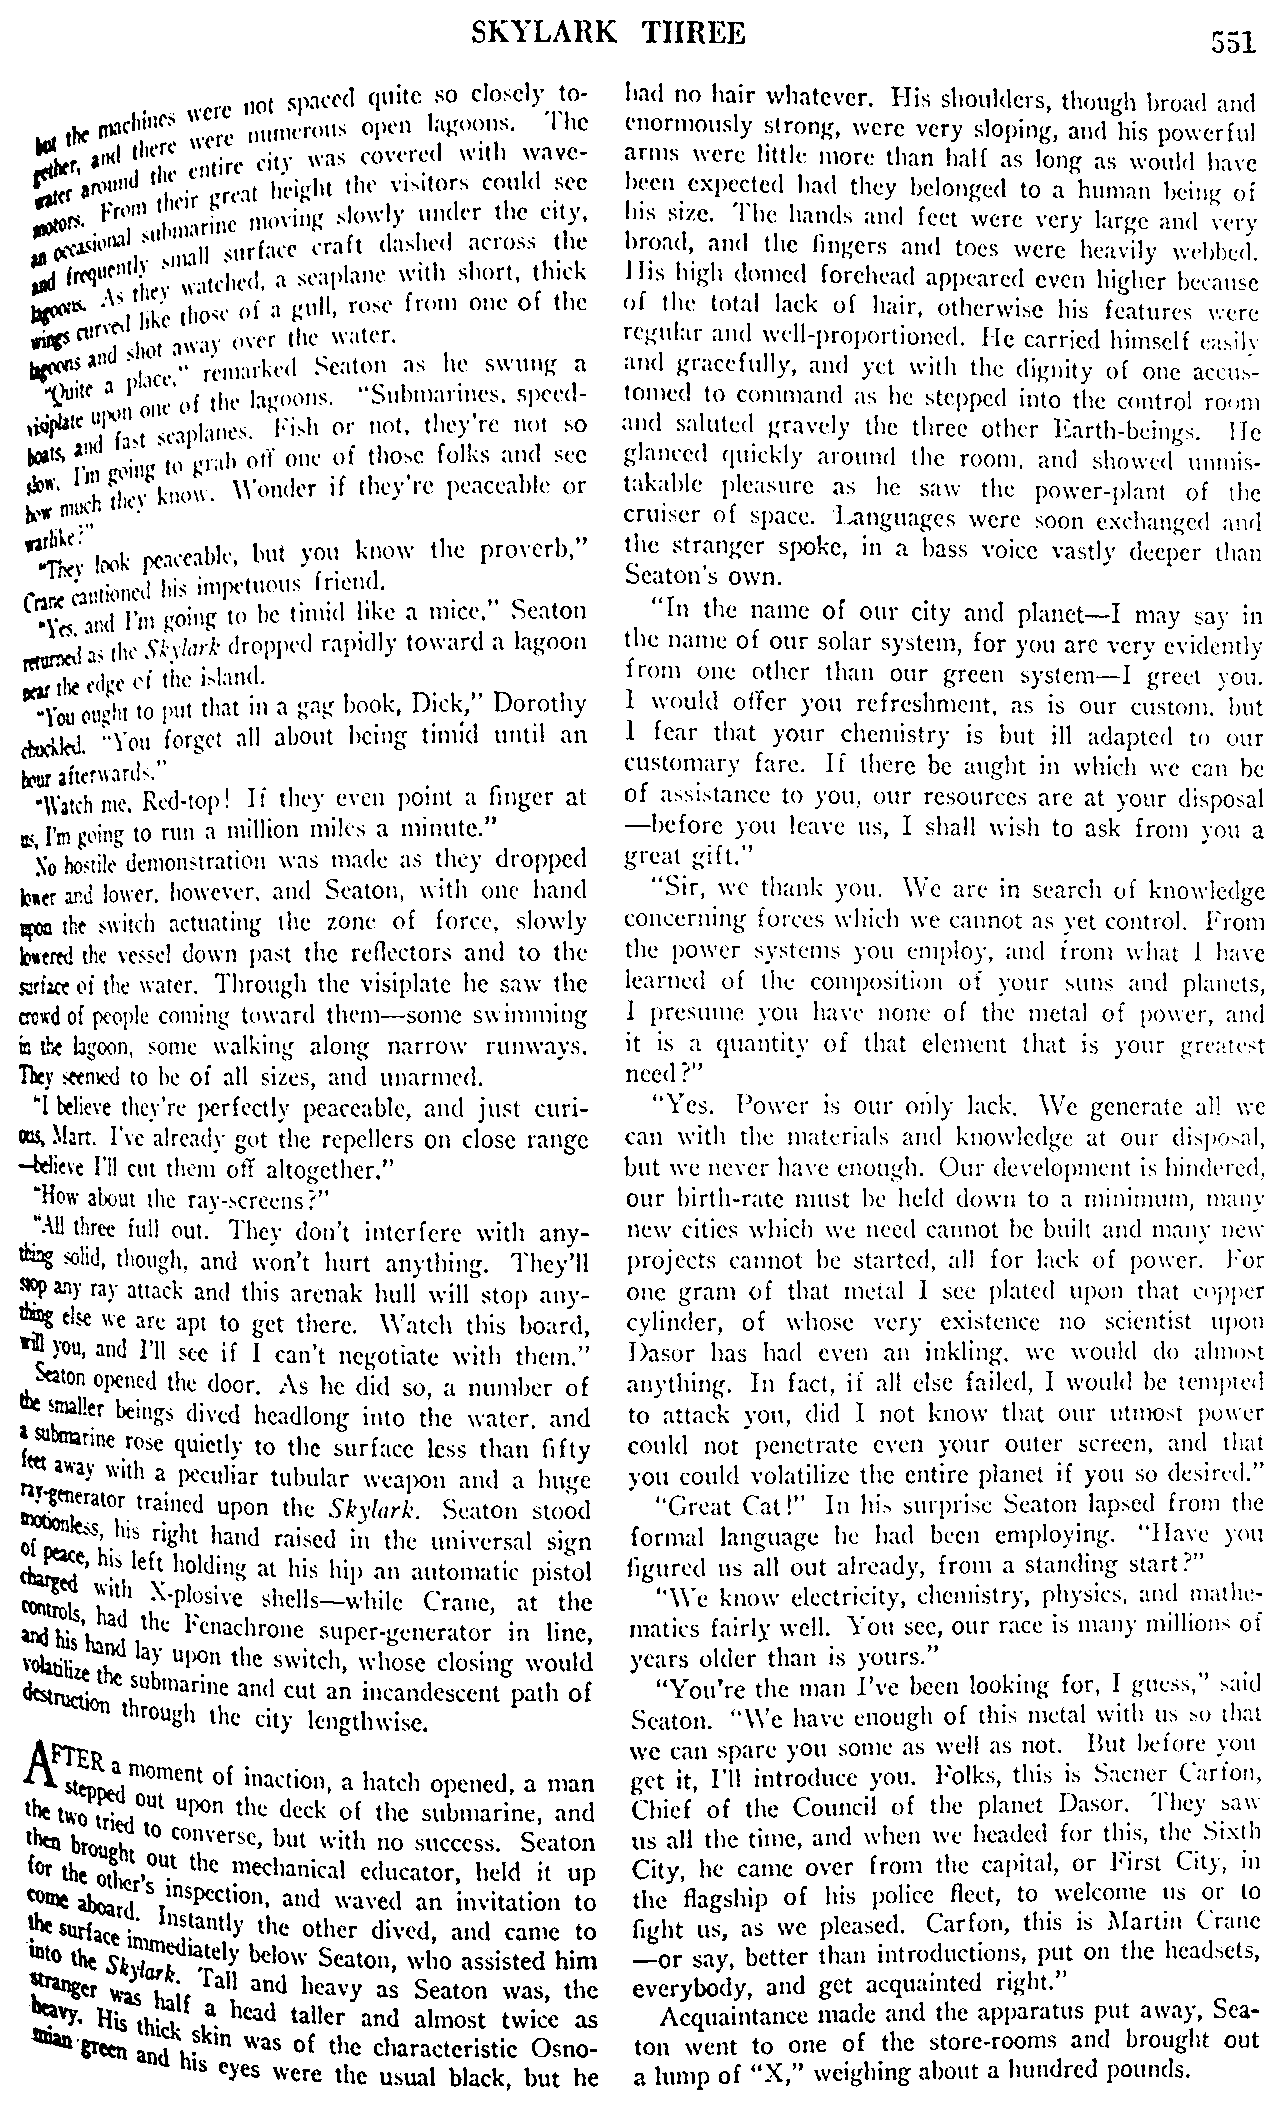 SKYLARK THREE
551
but the machines were not spaced quite so closely to-
gether, and there were numerous open lagoons. The
water around the entire city was covered with wave-
motors. From their great height the visitors could see
an occasional submarine moving slowly under the city,
and frequently small surface craft dashed across the
lagoons. As they watched, a seaplane with short, thick
wings curved like those of a gull, rose from one of the
lagoons and shot away over the water.
"Quite a place," remarked Seaton as he swung a
visiplate upon one of the lagoons. "Submarines, speed-
boats, and fast seaplanes. Fish or not, they're not so
slow. I'm going to grab off one of those folks and see
how much they know. Wonder if they're peaceable or
warlike?"
"They look peaceable, but you know the proverb,"
Crane cautioned his impetuous friend.
"Yes, and I'm going to be timid like a mice," Seaton
returned as the Skylark dropped rapidly toward a lagoon
near the edge of the island.
"You ought to put that in a gag book, Dick," Dorothy
chuckled. "You forget all about being timid until an
hour afterwards."
"Watch me, Red-top! If they even point a finger at
us, I'm going to run a million miles a minute."
No hostile demonstration was made as they dropped
lower and lower, however, and Seaton, with one hand
upon the switch actuating the zone of force, slowly
lowered the vessel down past the reflectors and to the
surface of the water. Through the visiplate he saw the
crowd of people coming toward them—some swimming
in the lagoon, some walking along narrow runways.
They seemed to be of all sizes, and unarmed.
"I believe they're perfectly peaceable, and just curi-
ous, Mart. I've already got the repellers on close range
—believe I'll cut them off altogether."
"How about the ray-screens?"
"All three full out. They don't interfere with any-
thing solid, though, and won't hurt anything. They'll
stop any ray attack and this arenak hull will stop any-
thing else we are apt to get there. Watch this board,
will you, and I'll see if I can't negotiate with them."
Seaton opened the door. As he did so, a number of
the smaller beings dived headlong into the water, and
a submarine rose quietly to the surface less than fifty
feet away with a peculiar tubular weapon and a huge
ray-generator trained upon the Skylark. Seaton stood
motionless, his right hand raised in the universal sign
of peace, his left holding at his hip an automatic pistol
charged with X-plosive shells—while Crane, at the
controls, had the Fenachrone super-generator in line,
and his hand lay upon the switch, whose closing would
volatilize the submarine and cut an incandescent path of
destruction through the city lengthwise.
AFTER a moment of inaction, a hatch opened, a man
stepped out upon the deck of the submarine, and
the two tried to converse, but with no success. Seaton
then brought out the mechanical educator, held it up
for the other's inspection, and waved an invitation to
come aboard. Instantly the other dived, and came to
the surface immediately below Seaton, who assisted him
into the Skylark. Tall and heavy as Seaton was, the
stranger was half a head taller and almost twice as
heavy. His thick skin was of the characteristic Osno-
mian green and his eyes were the usual black, but he
had no hair whatever. His shoulders, though broad and
enormously strong, were very sloping, and his powerful
arms were little more than half as long as would have
been expected had they belonged to a human being of
his size. The hands and feet were very large and very
broad, and the fingers and toes were heavily webbed.
His high domed forehead appeared even higher because
of the total lack of hair, otherwise his features were
regular and well-proportioned. He carried himself easily
and gracefully, and yet with the dignity of one accus-
tomed to command as he stepped into the control room
and saluted gravely the three other Earth-beings. He
glanced quickly around the room, and showed unmis-
takable pleasure as he saw the power-plant of the
cruiser of space. Languages were soon exchanged and
the stranger spoke, in a bass voice vastly deeper than
Seaton's own.
"In the name of our city and planet—I may say in
the name of our solar system, for you are very evidently
from one other than our green system—I greet you.
I would offer you refreshment, as is our custom, but
I fear that your chemistry is but ill adapted to our
customary fare. If there be aught in which we can be
of assistance to you, our resources are at your disposal
—before you leave us, I shall wish to ask from you a
great gift."
"Sir, we thank you. We are in search of knowledge
concerning forces which we cannot as yet control. From
the power systems you employ, and from what I have
learned of the composition of your suns and planets,
I presume you have none of the metal of power, and
it is a quantity of that element that is your greatest
need?"
"Yes. Power is our only lack. We generate all we
can with the materials and knowledge at our disposal,
but we never have enough. Our development is hindered,
our birth-rate must be held down to a minimum, many
new cities which we need cannot be built and many new
projects cannot be started, all for lack of power. For
one gram of that metal I see plated upon that copper
cylinder, of whose very existence no scientist upon
Dasor has had even an inkling, we would do almost
anything. In fact, if all else failed, I would be tempted
to attack you, did I not know that our utmost power
could not penetrate even your outer screen, and that
you could volatilize the entire planet if you so desired."
"Great Cat!" In his surprise Seaton lapsed from the
formal language he had been employing. "Have you
figured us all out already, from a standing start?"
"We know electricity, chemistry, physics, and mathe-
matics fairly well. You see, our race is many millions of
years older than is yours."
"You're the man I've been looking for, I guess," said
Seaton. "We have enough of this metal with us so that
we can spare you some as well as not. But before you
get it, I'll introduce you. Folks, this is Sacner Carfon,
Chief of the Council of the planet Dasor. They saw
us all the time, and when we headed for this, the Sixth
City, he came over from the capital, or First City, in
the flagship of his police fleet, to welcome us or to
fight us, as we pleased. Carfon, this is Martin Crane
—or say, better than introductions, put on the headsets,
everybody, and get acquainted right."
Acquaintance made and the apparatus put away, Sea-
ton went to one of the store-rooms and brought out
a lump of "X," weighing about a hundred pounds.